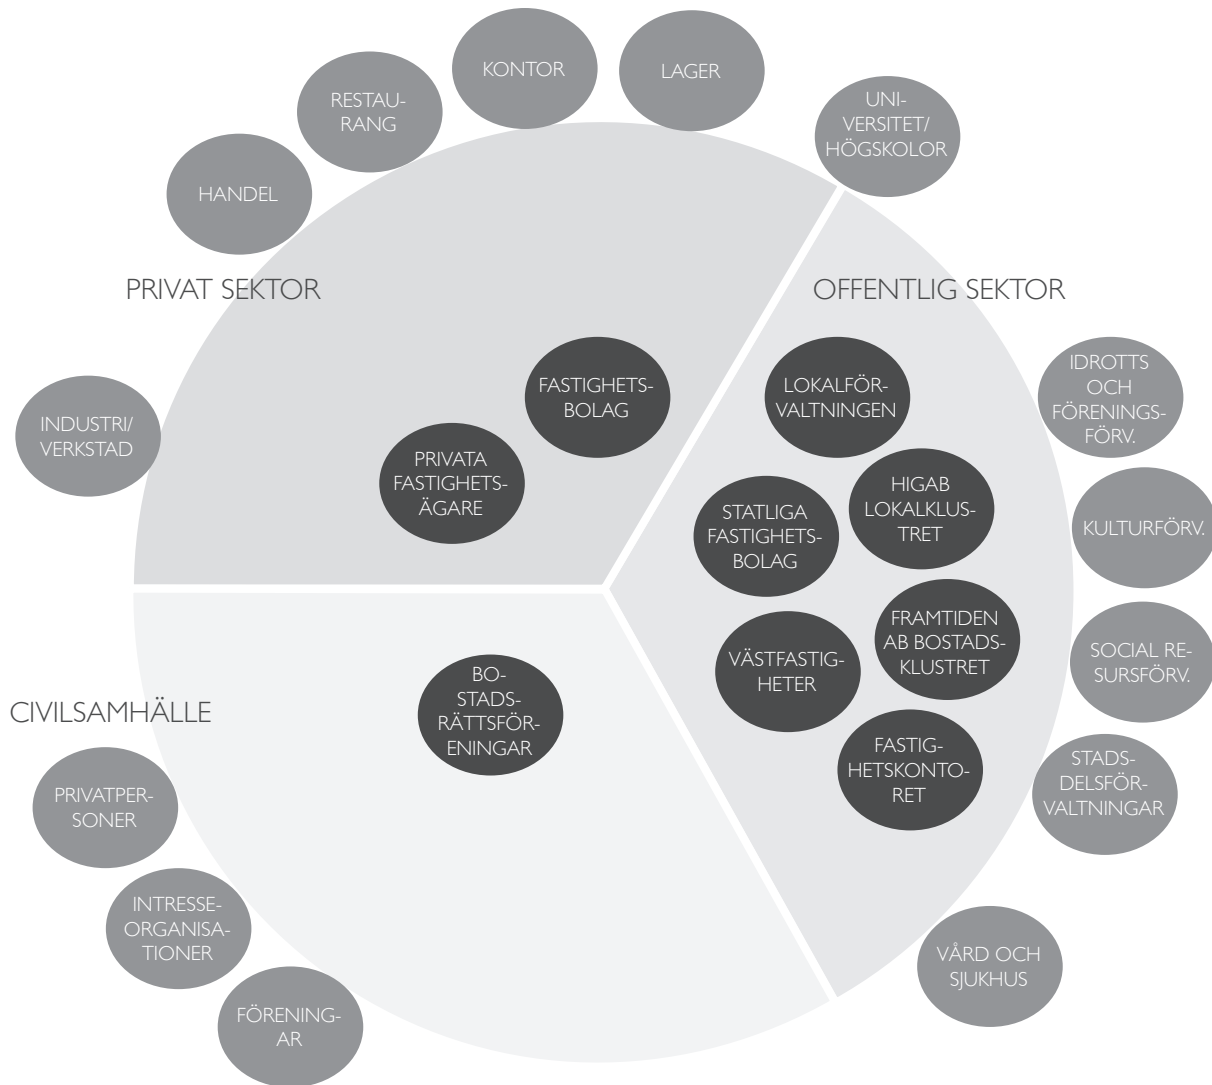 KONTOR
LAGER
RESTAU-
RANG
UNI-
VERSITET/
HÖGSKOLOR
HANDEL
PRIVAT SEKTOR
OFFENTLIG SEKTOR
INDUSTRI/
VERKSTAD
FASTIGHETS-
BOLAG
PRIVATA
FASTIGHETS-
ÄGARE
LOKALFÖR-
VALTNINGEN
IDROTTS
OCH
FÖRENINGS-
FÖRV.
HIGAB
LOKALKLUS-
TRET
STATLIGA
FASTIGHETS-
BOLAG
KULTURFÖRV.
FRAMTIDEN
AB BOSTADS-
KLUSTRET
VÄSTFASTIG-
HETER
SOCIAL RE-
SURSFÖRV.
FASTIG-
HETSKONTO-
RET
STADS-
DELSFÖR-
VALTNINGAR
VÅRD OCH
SJUKHUS
CIVILSAMHÄLLE
BO-
STADS-
RÄTTSFÖR-
ENINGAR
PRIVATPER-
SONER
INTRESSE-
ORGANISA-
TIONER
FÖRENING-
AR